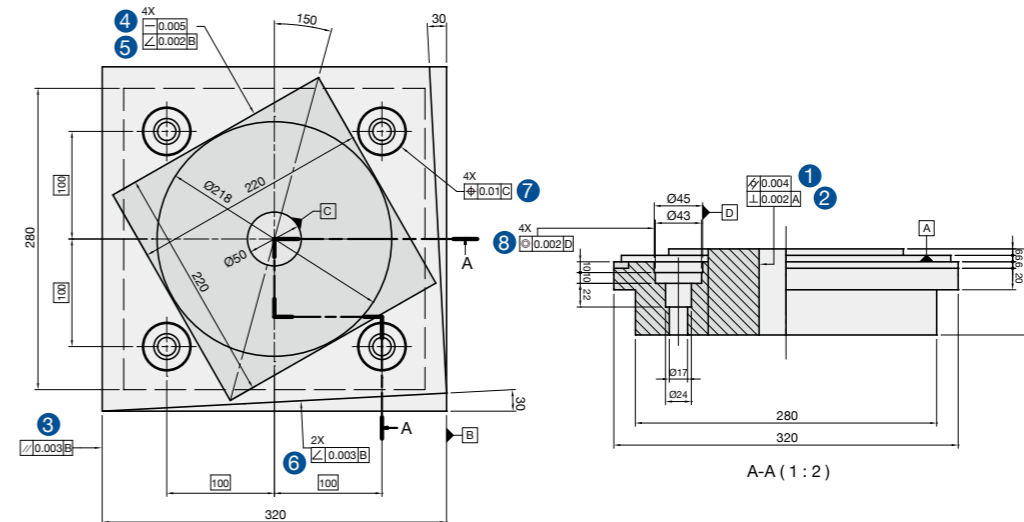 4X
4
⏤ 0.005
5
∠ 0.002 B
150
30
100
280
100
Ø218
220
220
Ø50
C
4X
⌖ 0.01 C
7
A
A
30
B
3
// 0.003 B
2X
6
∠ 0.003 B
100
100
320
⌭ 0.004
1
⊥ 0.002 A
2
Ø45
Ø43
D
4X
8
◎ 0.002 D
A
10
10
22
6
6
6
20
Ø17
Ø24
280
320
A-A ( 1 : 2 )